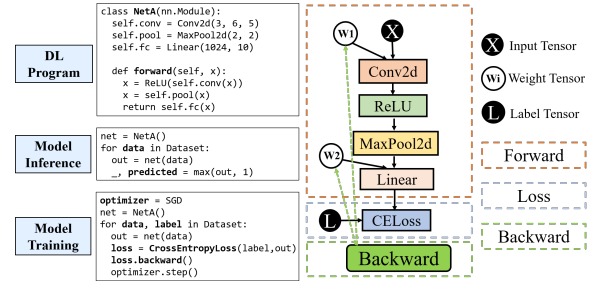 DL
Program
class NetA(nn.Module):
self.conv = Conv2d(3, 6, 5)
self.pool = MaxPool2d(2, 2)
self.fc = Linear(1024, 10)
def forward(self, x):
x = ReLU(self.conv(x))
x = self.pool(x)
return self.fc(x)
Model
Inference
net = NetA()
for data in Dataset:
out = net(data)
_, predicted = max(out, 1)
Model
Training
optimizer = SGD
net = NetA()
for data, label in Dataset:
out = net(data)
loss = CrossEntropyLoss(label,out)
loss.backward()
optimizer.step()
W1
X
Conv2d
ReLU
MaxPool2d
W2
Linear
L
CELoss
Backward
X Input Tensor
Wi Weight Tensor
L Label Tensor
Forward
Loss
Backward